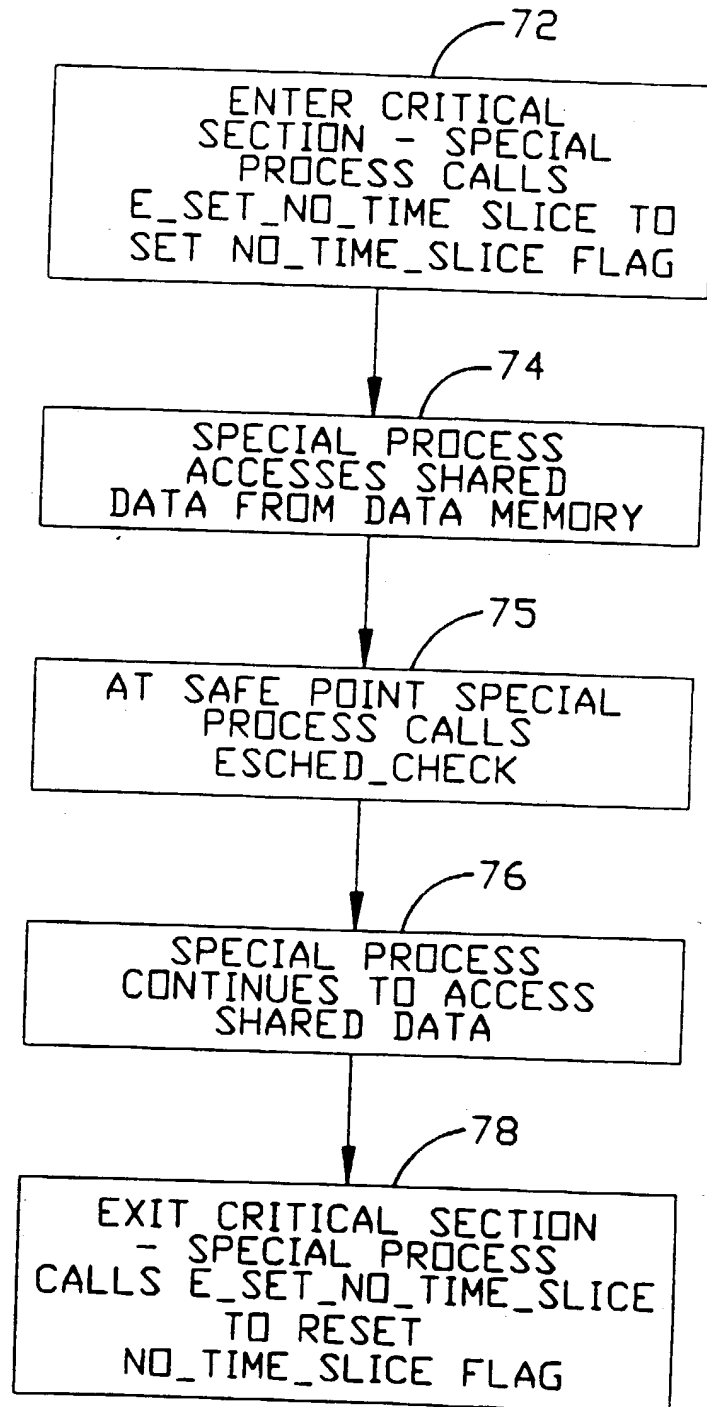 72
ENTER CRITICAL
SECTION - SPECIAL
PROCESS CALLS
E_SET_NO_TIME SLICE TO
SET NO_TIME_SLICE FLAG
74
SPECIAL PROCESS
ACCESSES SHARED
DATA FROM DATA MEMORY
75
AT SAFE POINT SPECIAL
PROCESS CALLS
ESCHED_CHECK
76
SPECIAL PROCESS
CONTINUES TO ACCESS
SHARED DATA
78
EXIT CRITICAL SECTION
- SPECIAL PROCESS
CALLS E_SET_NO_TIME_SLICE
TO RESET
NO_TIME_SLICE FLAG